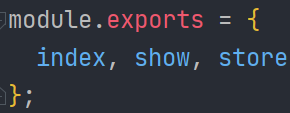 module.exports = {
  index, show, store
};